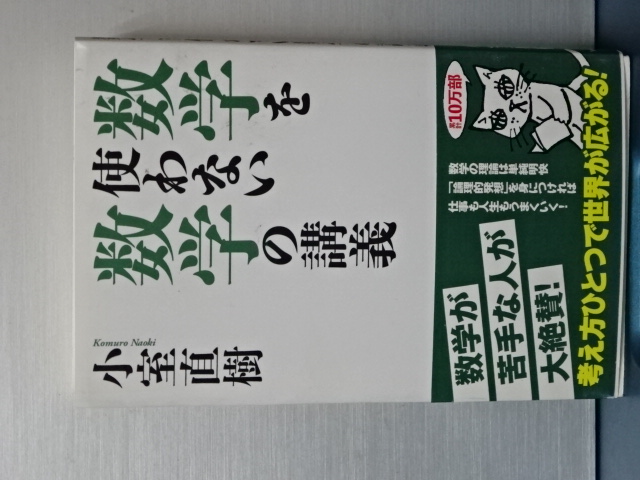 数学を
使わない
数学の講義
Komuro Naoki
小室直樹
累計10万部
数学の理論は単純明快
「論理的発想」を身につければ
仕事も人生もうまくいく!
数学が
苦手な人が
大絶賛!
考え方ひとつで世界が広がる!